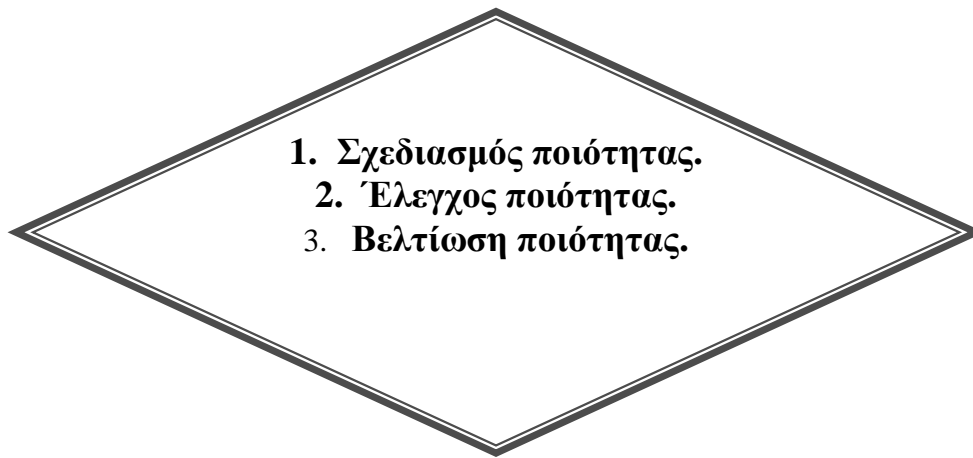 1. Σχεδιασμός ποιότητας.
2. Έλεγχος ποιότητας.
3. Βελτίωση ποιότητας.